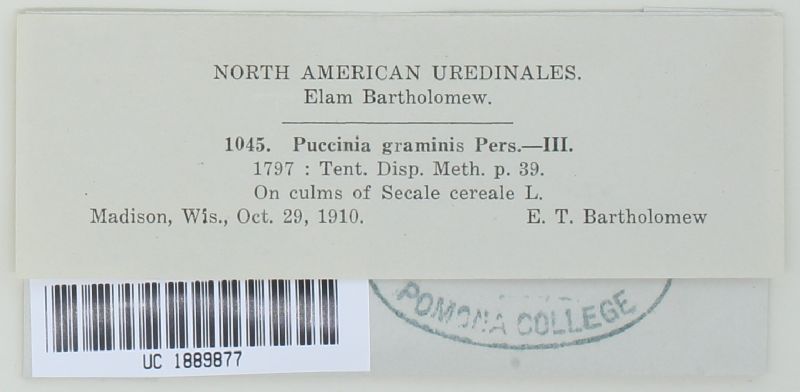 NORTH AMERICAN UREDINALES.
Elam Bartholomew.
1045. Puccinia graminis Pers.—III.
1797 : Tent. Disp. Meth. p. 39.
On culms of Secale cereale L.
Madison, Wis., Oct. 29, 1910. E. T. Bartholomew
POMONA COLLEGE
UC 1889877